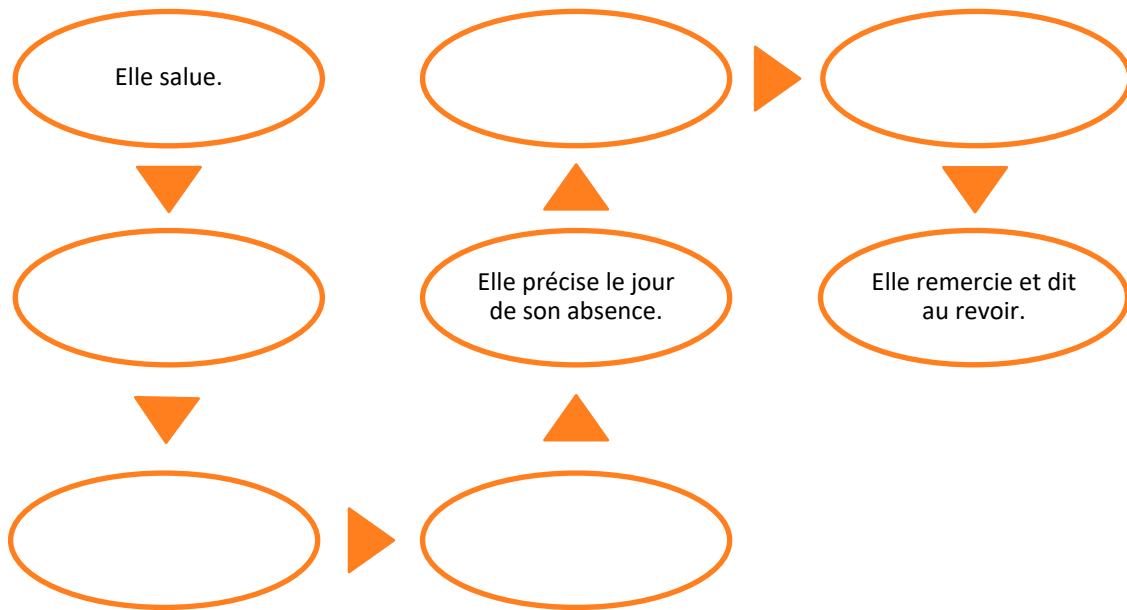 Elle salue.
Elle précise le jour
de son absence.
Elle remercie et dit
au revoir.